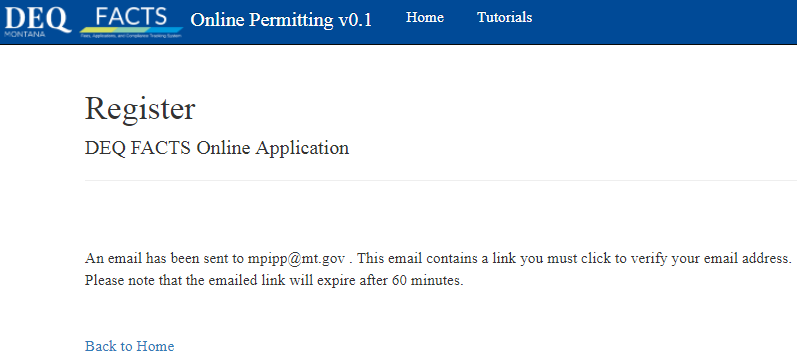 DEQ FACTS Online Permitting v0.1 Home Tutorials
MONTANA Fees, Applications, and Compliance Tracking System
Register
DEQ FACTS Online Application
An email has been sent to mpipp@mt.gov . This email contains a link you must click to verify your email address.
Please note that the emailed link will expire after 60 minutes.
Back to Home